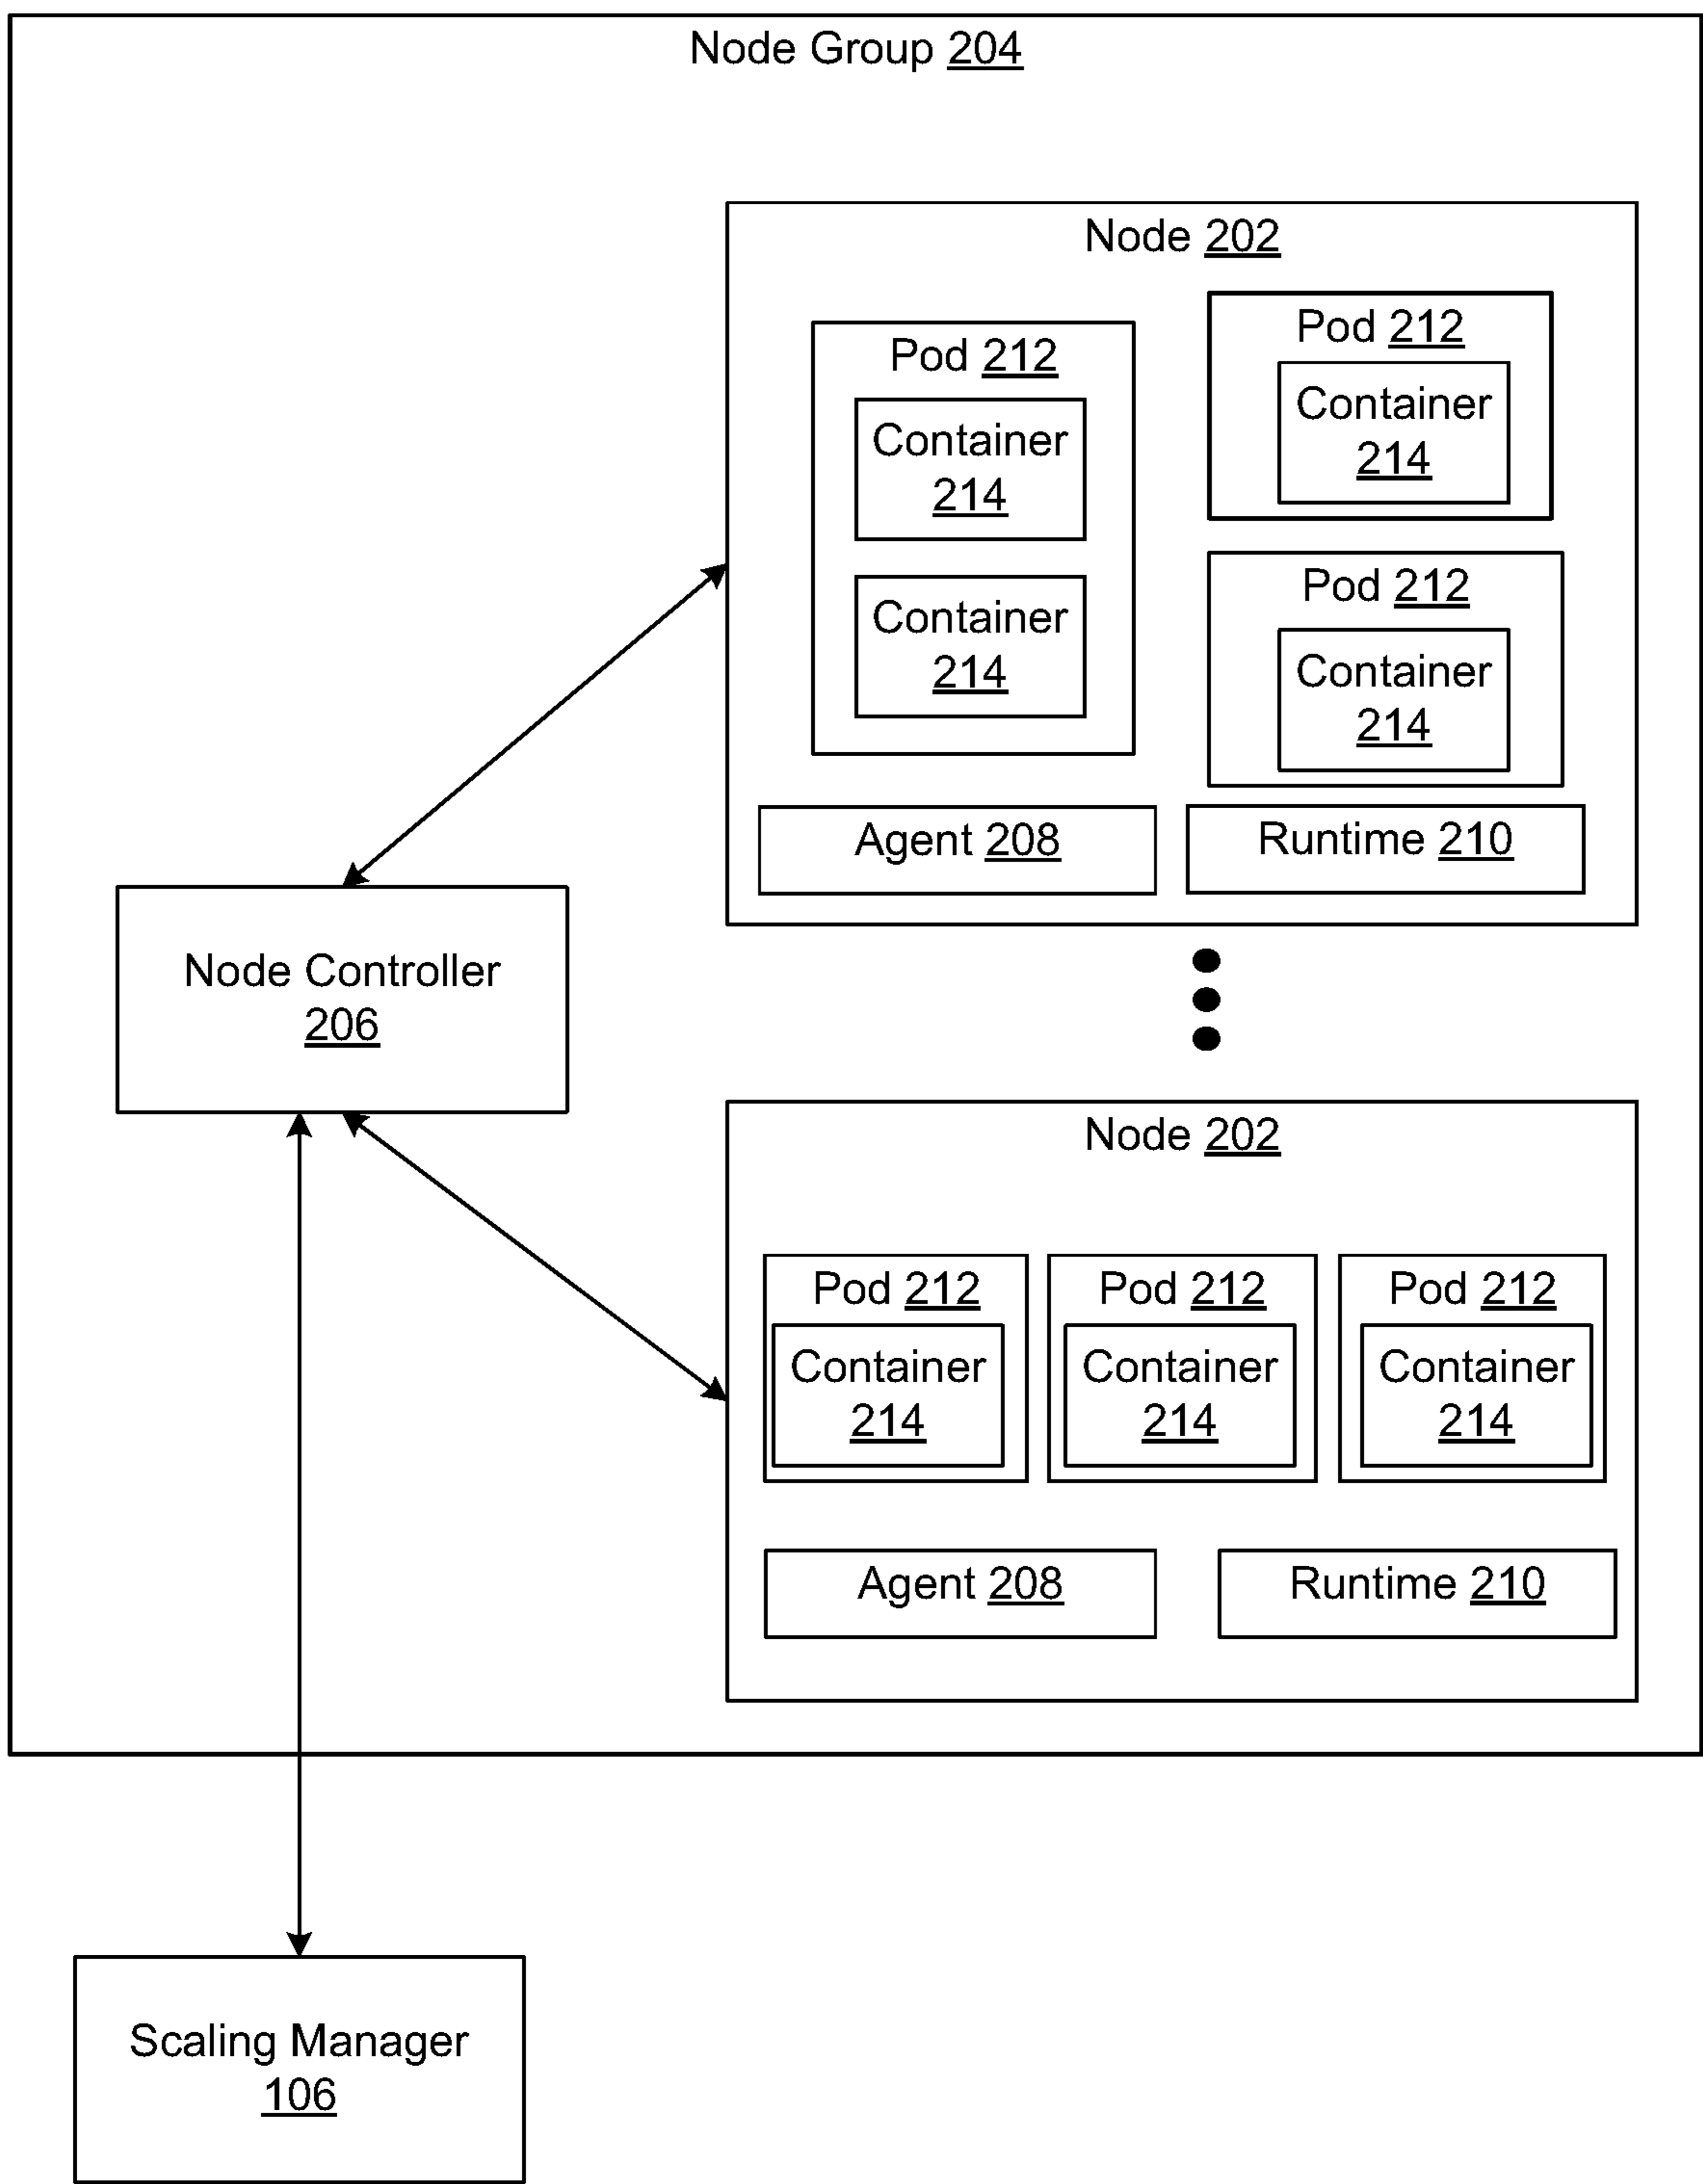 Node Group 204
Node 202
Pod 212
Container
214
Container
214
Pod 212
Container
214
Pod 212
Container
214
Agent 208
Runtime 210
Node Controller
206
Node 202
Pod 212
Container
214
Pod 212
Container
214
Pod 212
Container
214
Agent 208
Runtime 210
Scaling Manager
106